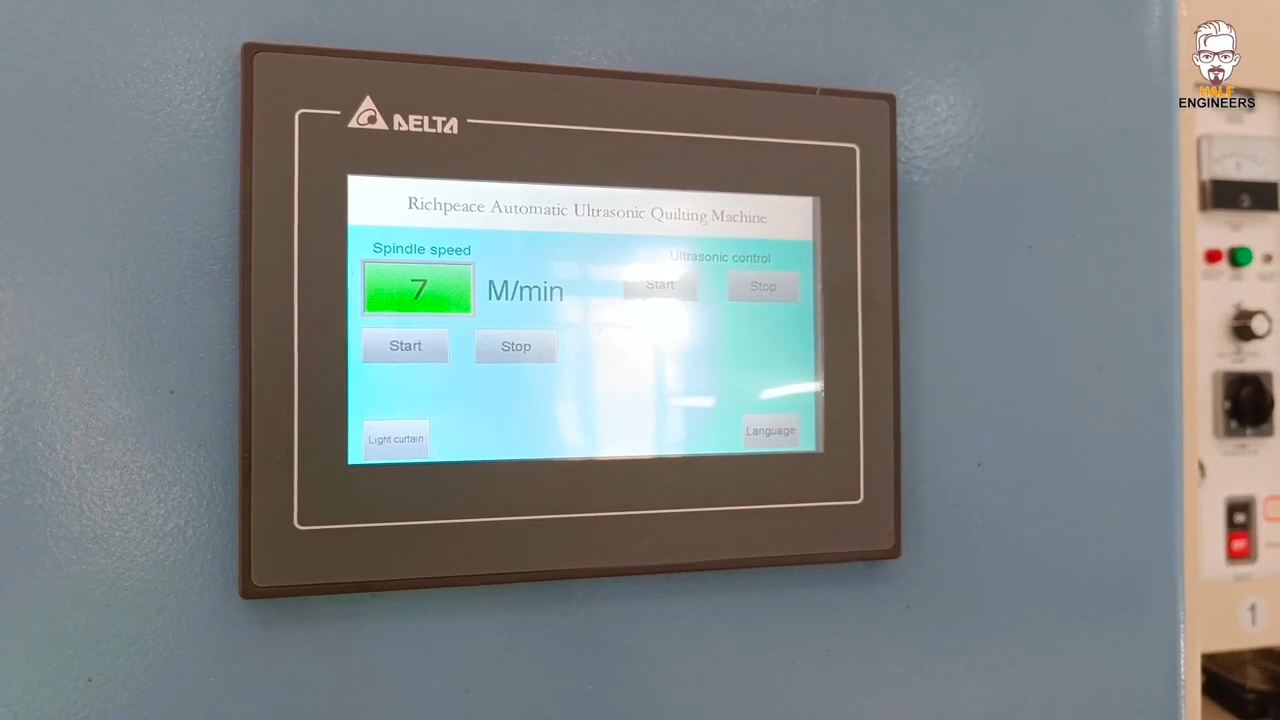 HALF
ENGINEERS
DELTA
Richpeace Automatic Ultrasonic Quilting Machine
Spindle speed
Ultrasonic control
7
M/min
Start
Stop
Start
Stop
Light curtain
Language
1